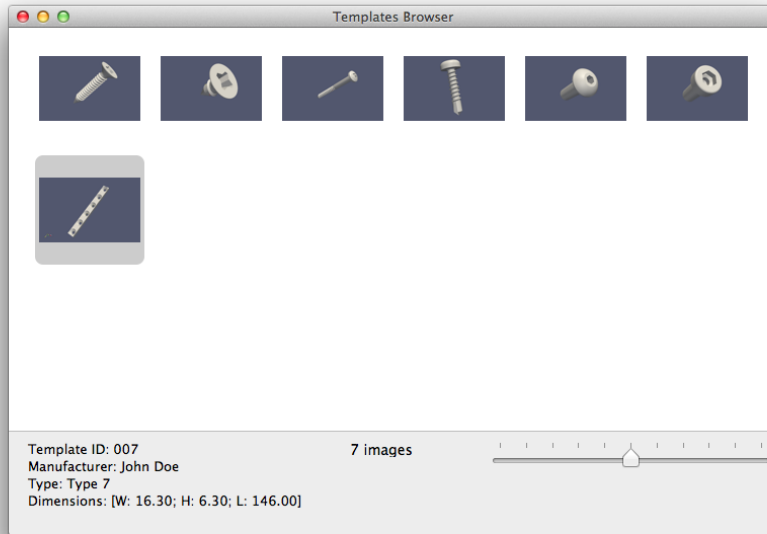 Templates Browser
Template ID: 007
Manufacturer: John Doe
Type: Type 7
Dimensions: [W: 16.30; H: 6.30; L: 146.00]
7 images